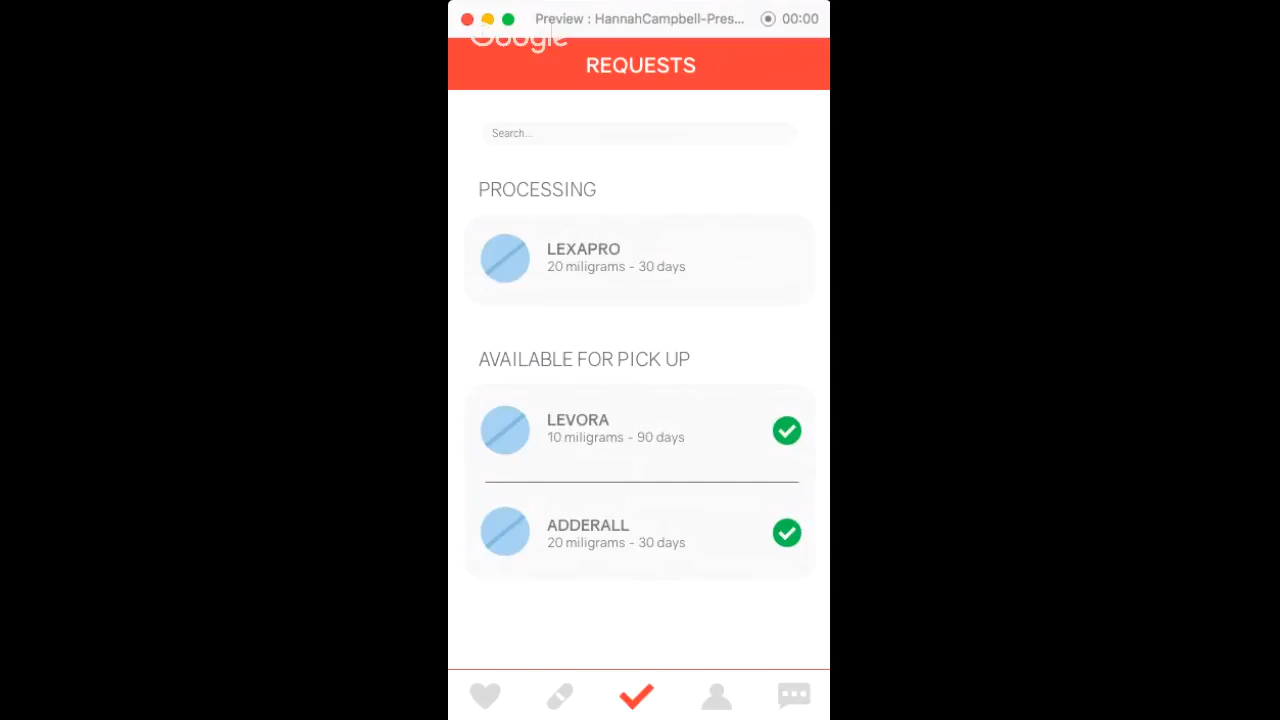 Preview : HannahCampbell-Pres... 00:00
Google
REQUESTS
Search...
PROCESSING
LEXAPRO
20 miligrams - 30 days
AVAILABLE FOR PICK UP
LEVORA
10 miligrams - 90 days
ADDERALL
20 miligrams - 30 days